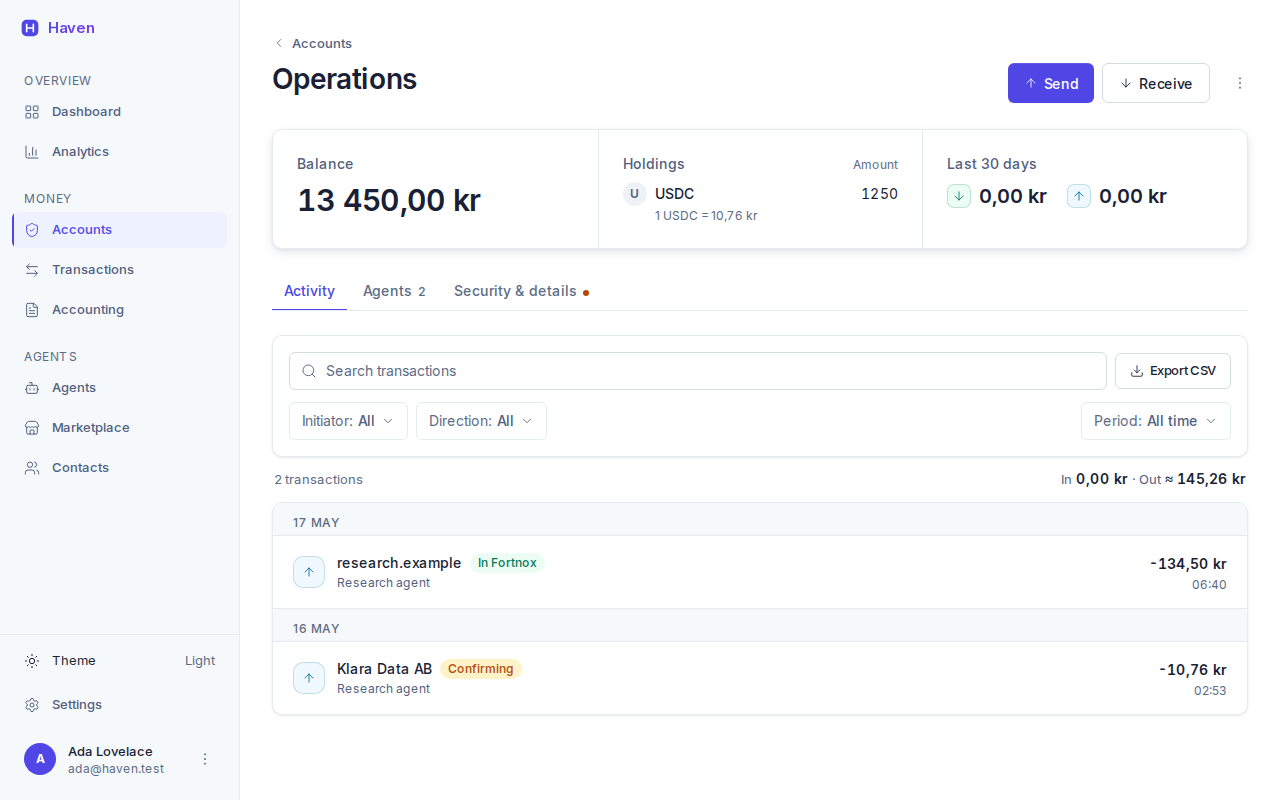 Haven
OVERVIEW
Dashboard
Analytics
MONEY
Accounts
Transactions
Accounting
AGENTS
Agents
Marketplace
Contacts
Theme Light
Settings
A
Ada Lovelace
ada@haven.test
Accounts
Operations
Send
Receive
Balance
13 450,00 kr
Holdings Amount
U USDC 1250
1 USDC = 10,76 kr
Last 30 days
0,00 kr 0,00 kr
Activity Agents 2 Security & details
Search transactions
Export CSV
Initiator: All Direction: All Period: All time
2 transactions In 0,00 kr · Out ≈ 145,26 kr
17 MAY
research.example In Fortnox -134,50 kr
Research agent 06:40
16 MAY
Klara Data AB Confirming -10,76 kr
Research agent 02:53